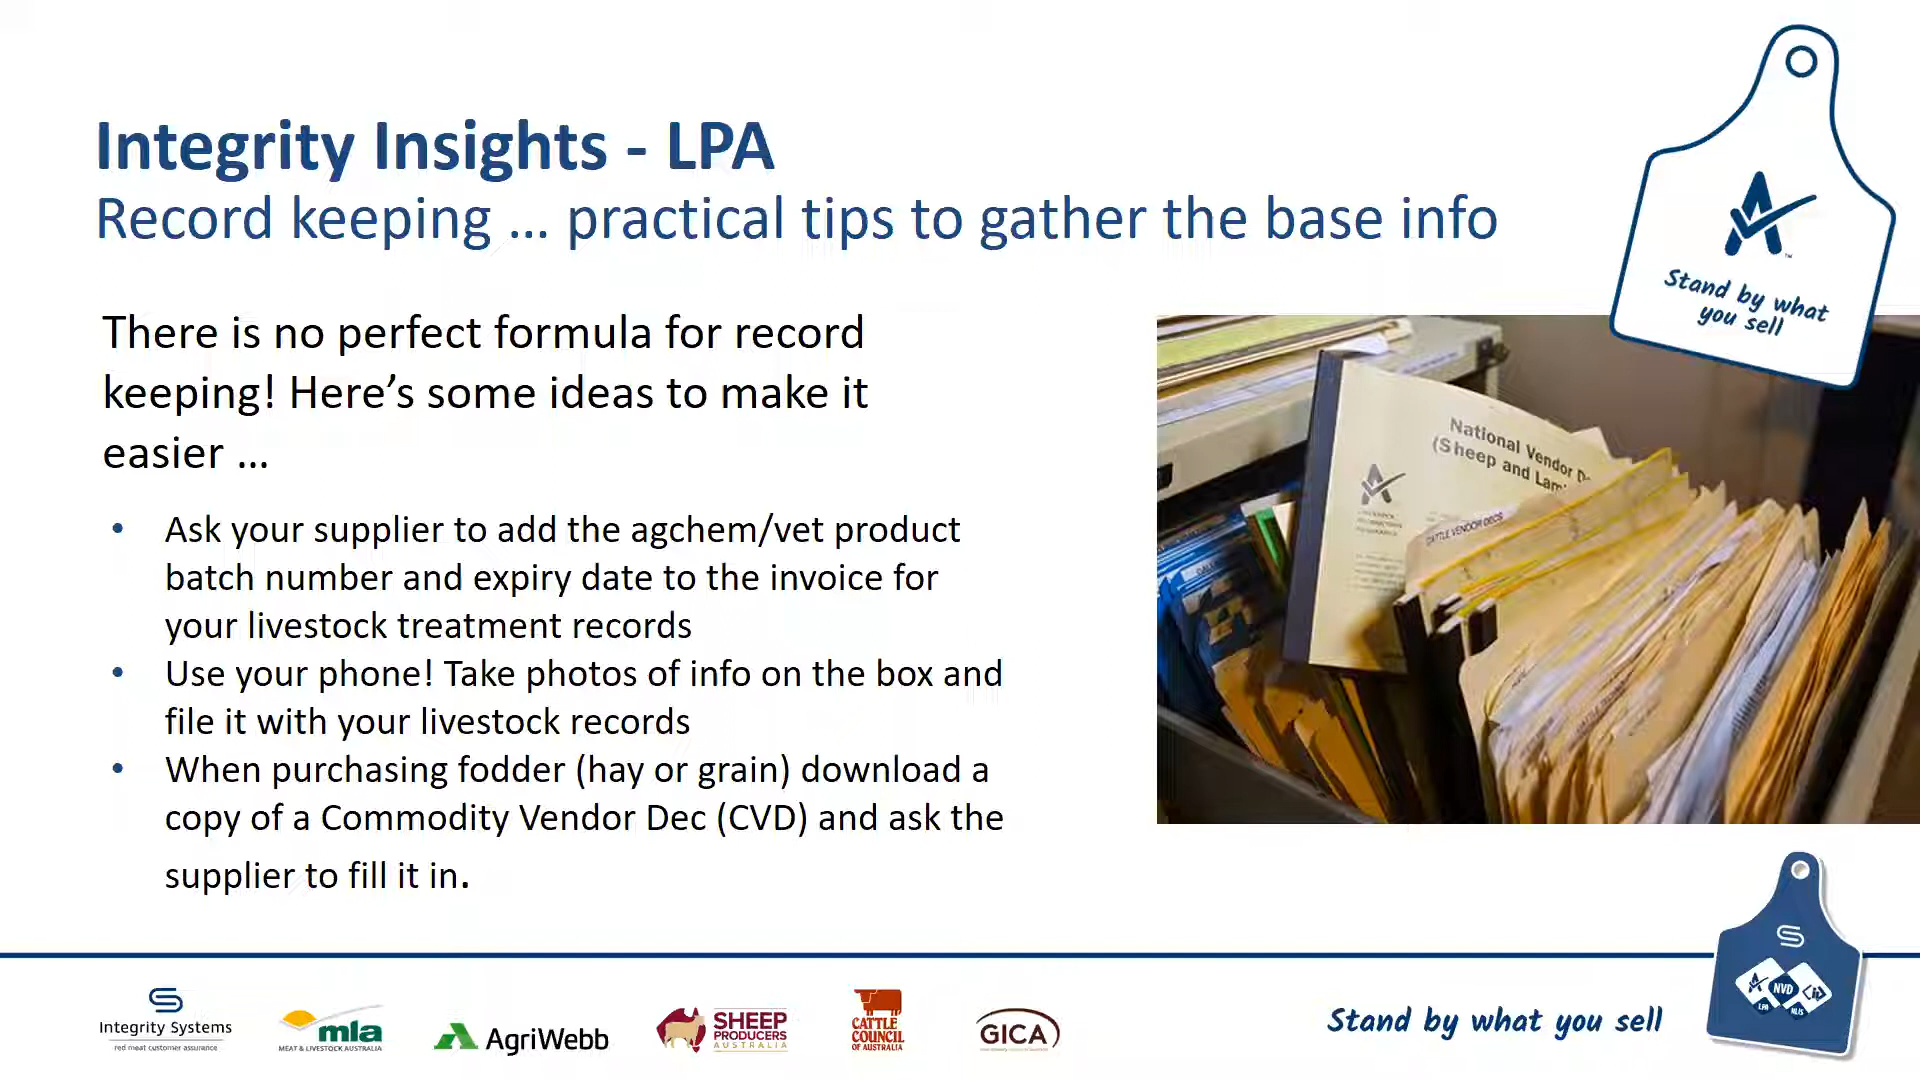 Integrity Insights - LPA
Record keeping ... practical tips to gather the base info
Stand by what
you sell
There is no perfect formula for record
keeping! Here’s some ideas to make it
easier ...
• Ask your supplier to add the agchem/vet product
batch number and expiry date to the invoice for
your livestock treatment records
• Use your phone! Take photos of info on the box and
file it with your livestock records
• When purchasing fodder (hay or grain) download a
copy of a Commodity Vendor Dec (CVD) and ask the
supplier to fill it in.
National Vendor
(Sheep and
CATTLE VENDOR DECS
Integrity Systems
red meat customer assurance
mla
MEAT & LIVESTOCK AUSTRALIA
AgriWebb
SHEEP
PRODUCERS
AUSTRALIA
CATTLE
COUNCIL
OF AUSTRALIA
GICA
Stand by what you sell
LPA
NVD
NLIS